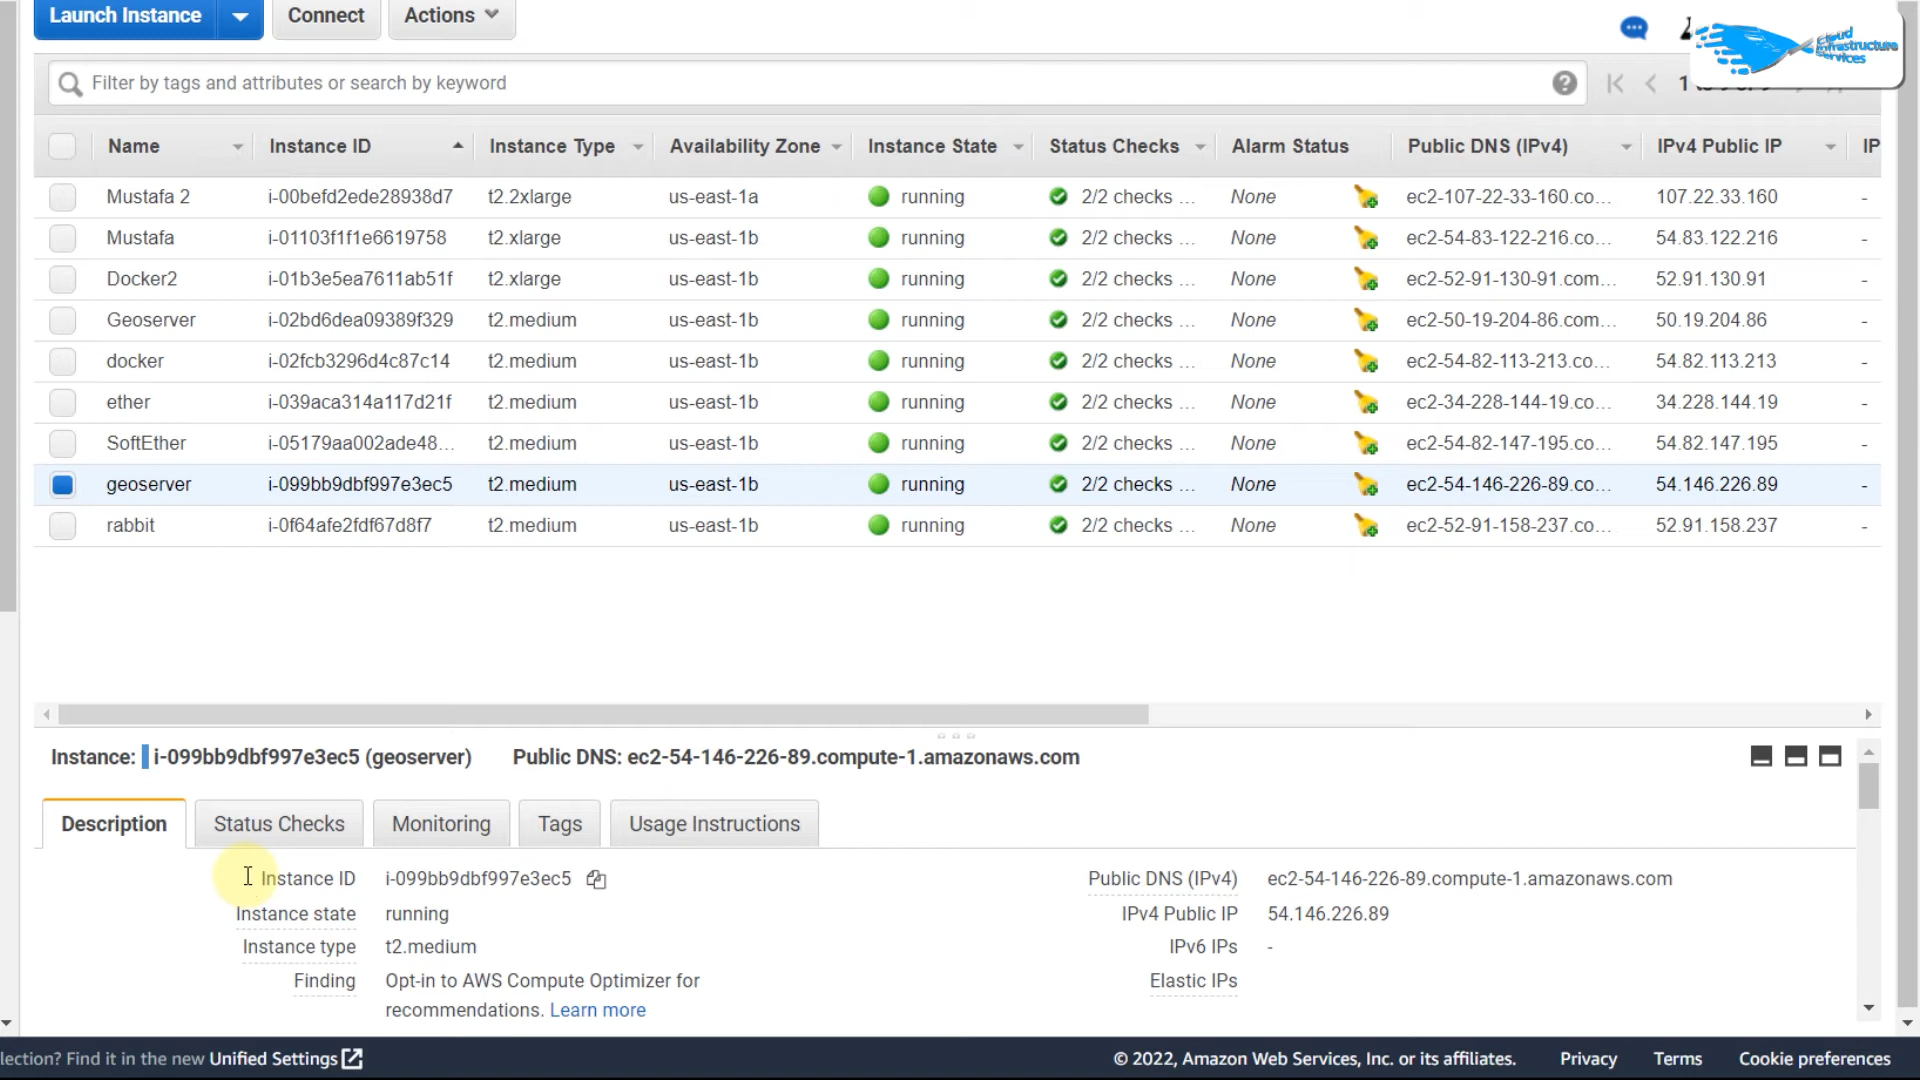 Launch Instance Connect Actions
Cloud
Infrastructure
Services
Filter by tags and attributes or search by keyword
Name Instance ID Instance Type Availability Zone Instance State Status Checks Alarm Status Public DNS (IPv4) IPv4 Public IP IP
Mustafa 2 i-00befd2ede28938d7 t2.2xlarge us-east-1a running 2/2 checks ... None ec2-107-22-33-160.co... 107.22.33.160 -
Mustafa i-01103f1f1e6619758 t2.xlarge us-east-1b running 2/2 checks ... None ec2-54-83-122-216.co... 54.83.122.216 -
Docker2 i-01b3e5ea7611ab51f t2.xlarge us-east-1b running 2/2 checks ... None ec2-52-91-130-91.com... 52.91.130.91 -
Geoserver i-02bd6dea09389f329 t2.medium us-east-1b running 2/2 checks ... None ec2-50-19-204-86.com... 50.19.204.86 -
docker i-02fcb3296d4c87c14 t2.medium us-east-1b running 2/2 checks ... None ec2-54-82-113-213.co... 54.82.113.213 -
ether i-039aca314a117d21f t2.medium us-east-1b running 2/2 checks ... None ec2-34-228-144-19.co... 34.228.144.19 -
SoftEther i-05179aa002ade48... t2.medium us-east-1b running 2/2 checks ... None ec2-54-82-147-195.co... 54.82.147.195 -
geoserver i-099bb9dbf997e3ec5 t2.medium us-east-1b running 2/2 checks ... None ec2-54-146-226-89.co... 54.146.226.89 -
rabbit i-0f64afe2fdf67d8f7 t2.medium us-east-1b running 2/2 checks ... None ec2-52-91-158-237.co... 52.91.158.237 -
Instance: i-099bb9dbf997e3ec5 (geoserver) Public DNS: ec2-54-146-226-89.compute-1.amazonaws.com
Description Status Checks Monitoring Tags Usage Instructions
Instance ID i-099bb9dbf997e3ec5 Public DNS (IPv4) ec2-54-146-226-89.compute-1.amazonaws.com
Instance state running IPv4 Public IP 54.146.226.89
Instance type t2.medium IPv6 IPs -
Finding Opt-in to AWS Compute Optimizer for Elastic IPs
recommendations. Learn more
lection? Find it in the new Unified Settings © 2022, Amazon Web Services, Inc. or its affiliates. Privacy Terms Cookie preferences